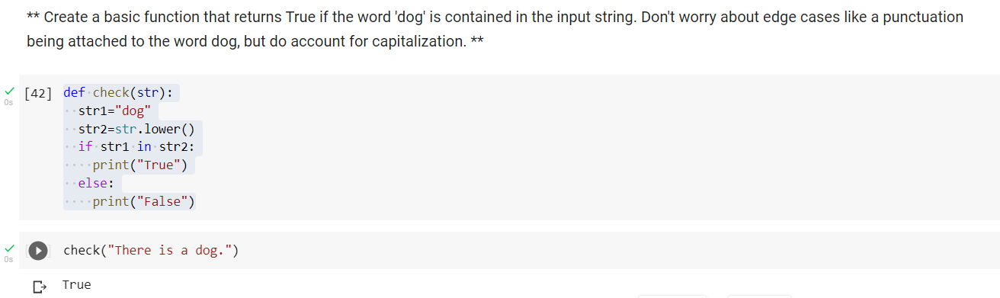 ** Create a basic function that returns True if the word 'dog' is contained in the input string. Don't worry about edge cases like a punctuation
being attached to the word dog, but do account for capitalization. **
0s [42] def check(str):
str1="dog"
str2=str.lower()
if str1 in str2:
print("True")
else:
print("False")
0s check("There is a dog.")
True